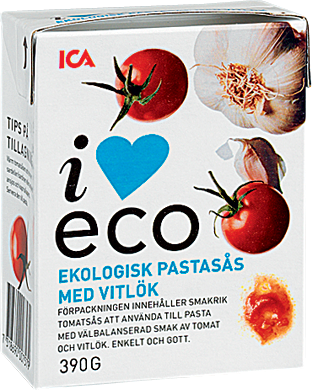 ICA
i
eco
EKOLOGISK PASTASÅS
MED VITLÖK
FÖRPACKNINGEN INNEHÅLLER SMAKRIK
TOMATSÅS ATT ANVÄNDA TILL PASTA
MED VÄLBALANSERAD SMAK AV TOMAT
OCH VITLÖK. ENKELT OCH GOTT.
390G
TIPS PÅ